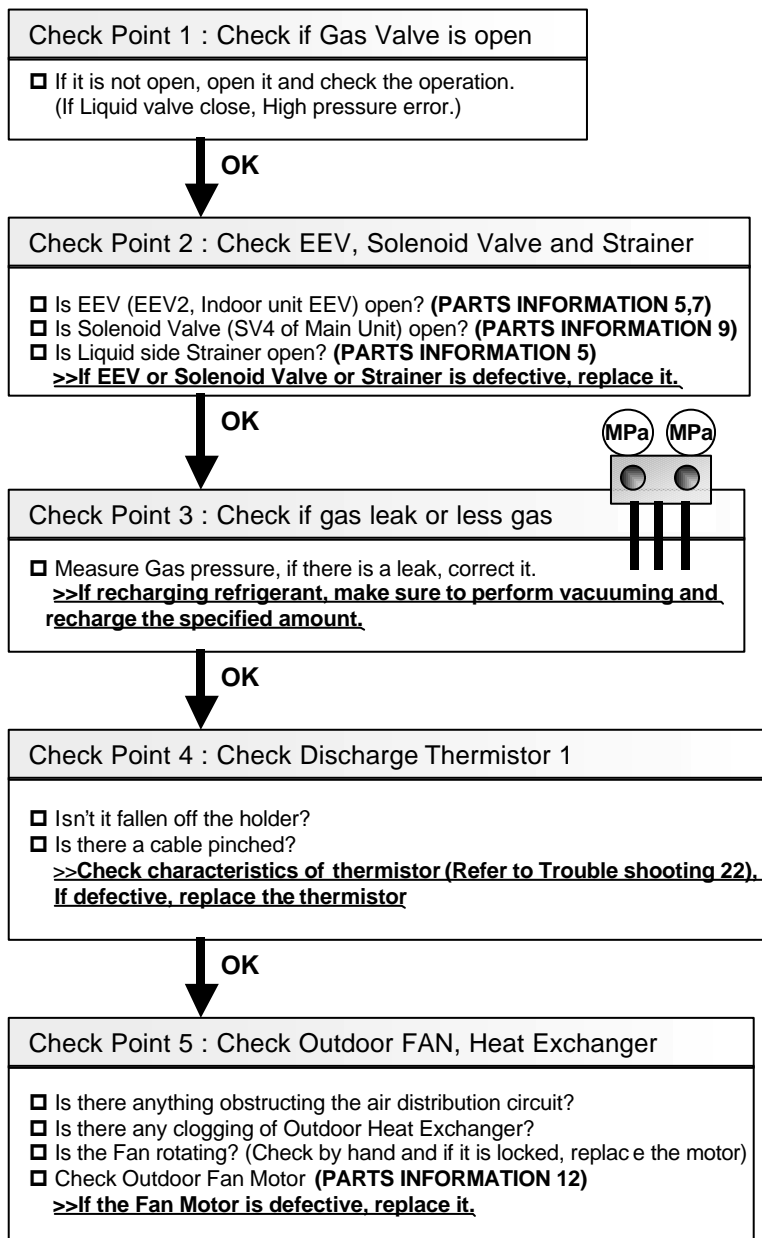 Check Point 1 : Check if Gas Valve is open
If it is not open, open it and check the operation.
(If Liquid valve close, High pressure error.)
OK
Check Point 2 : Check EEV, Solenoid Valve and Strainer
Is EEV (EEV2, Indoor unit EEV) open? (PARTS INFORMATION 5,7)
Is Solenoid Valve (SV4 of Main Unit) open? (PARTS INFORMATION 9)
Is Liquid side Strainer open? (PARTS INFORMATION 5)
>>If EEV or Solenoid Valve or Strainer is defective, replace it.
OK
MPa MPa
Check Point 3 : Check if gas leak or less gas
Measure Gas pressure, if there is a leak, correct it.
>>If recharging refrigerant, make sure to perform vacuuming and
recharge the specified amount.
OK
Check Point 4 : Check Discharge Thermistor 1
Isn't it fallen off the holder?
Is there a cable pinched?
>>Check characteristics of thermistor (Refer to Trouble shooting 22),
If defective, replace the thermistor
OK
Check Point 5 : Check Outdoor FAN, Heat Exchanger
Is there anything obstructing the air distribution circuit?
Is there any clogging of Outdoor Heat Exchanger?
Is the Fan rotating? (Check by hand and if it is locked, replac e the motor)
Check Outdoor Fan Motor (PARTS INFORMATION 12)
>>If the Fan Motor is defective, replace it.